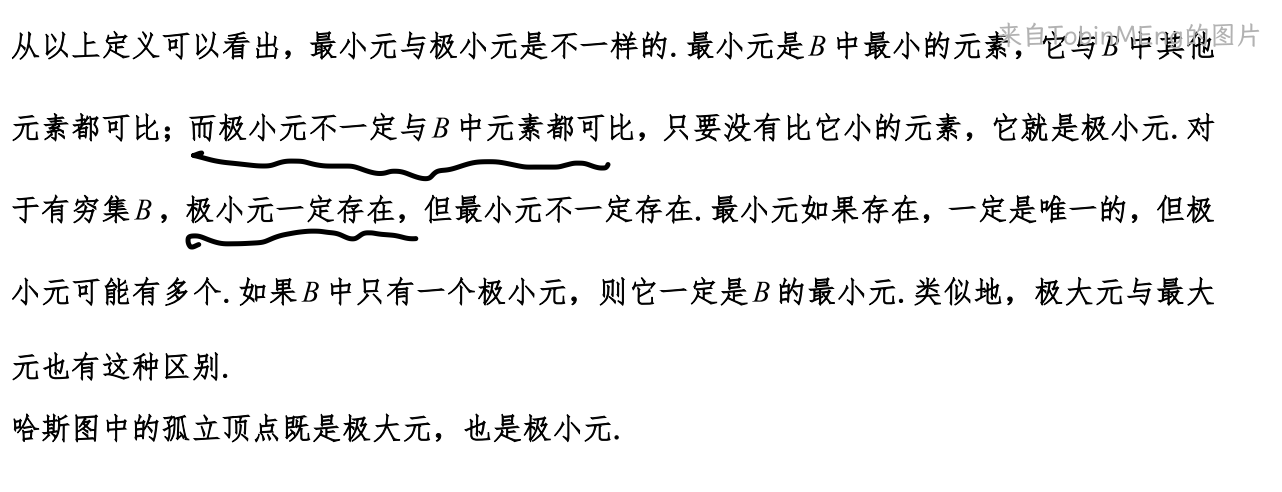 从以上定义可以看出，最小元与极小元是不一样的. 最小元是B中最小的元素，它与B中其他
来自TobinMEng的图片
元素都可比；而极小元不一定与B中元素都可比，只要没有比它小的元素，它就是极小元. 对
于有穷集B，极小元一定存在，但最小元不一定存在. 最小元如果存在，一定是唯一的，但极
小元可能有多个. 如果B中只有一个极小元，则它一定是B的最小元. 类似地，极大元与最大
元也有这种区别.
哈斯图中的孤立顶点既是极大元，也是极小元.